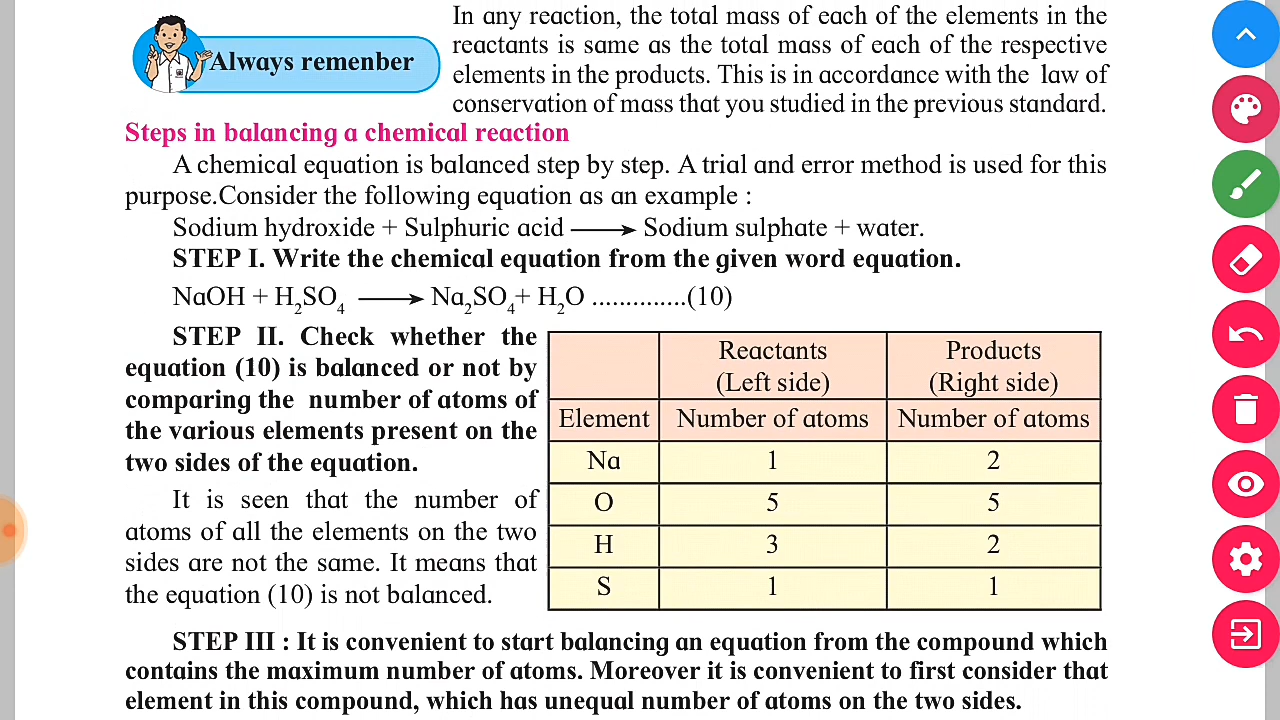 In any reaction, the total mass of each of the elements in the
reactants is same as the total mass of each of the respective
elements in the products. This is in accordance with the law of
conservation of mass that you studied in the previous standard.
Always remenber
Steps in balancing a chemical reaction
A chemical equation is balanced step by step. A trial and error method is used for this
purpose.Consider the following equation as an example :
Sodium hydroxide + Sulphuric acid ⟶ Sodium sulphate + water.
STEP I. Write the chemical equation from the given word equation.
NaOH + H₂SO₄ ⟶ Na₂SO₄+ H₂O ..............(10)
STEP II. Check whether the
equation (10) is balanced or not by
comparing the number of atoms of
the various elements present on the
two sides of the equation.
It is seen that the number of
atoms of all the elements on the two
sides are not the same. It means that
the equation (10) is not balanced.
Reactants Products
(Left side) (Right side)
Element Number of atoms Number of atoms
Na 1 2
O 5 5
H 3 2
S 1 1
STEP III : It is convenient to start balancing an equation from the compound which
contains the maximum number of atoms. Moreover it is convenient to first consider that
element in this compound, which has unequal number of atoms on the two sides.